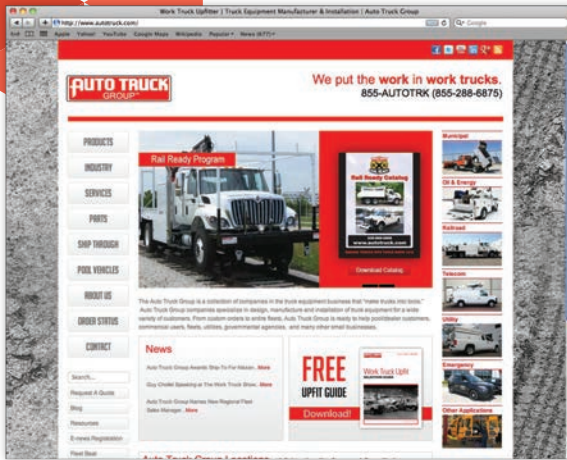 Work Truck Upfitter | Truck Equipment Manufacturer & Installation | Auto Truck Group
http://www.autotruck.com/
Google
Apple Yahoo! YouTube Google Maps Wikipedia Popular News (677)
AUTO TRUCK
GROUP
We put the work in work trucks.
855-AUTOTRK (855-288-6875)
PRODUCTS
INDUSTRY
SERVICES
PARTS
SHIP THROUGH
POOL VEHICLES
ABOUT US
ORDER STATUS
CONTACT
Search...
Request A Quote
Blog
Resources
E-news Registration
Fleet Beat
Rail Ready Program
Rail Ready Catalog
www.autotruck.com
Download Catalog
Municipal
Oil & Energy
Railroad
Telecom
Utility
Emergency
Other Applications
The Auto Truck Group is a collection of companies in the truck equipment business that "make trucks into tools."
Auto Truck Group companies specialize in design, manufacture and installation of truck equipment for a wide
variety of customers. From custom orders to entire fleets, Auto Truck Group is ready to help pool/dealer customers,
commercial users, fleets, utilities, governmental agencies, and many other small businesses.
News
Auto Truck Group Awards Ship-To For Nissan...More
Guy Speaking at The Work Truck Show...More
Auto Truck Group Names New Regional Fleet
Sales Manager...More
FREE
UPFIT GUIDE
Download!
Work Truck Upfit
Auto Truck Group Locations